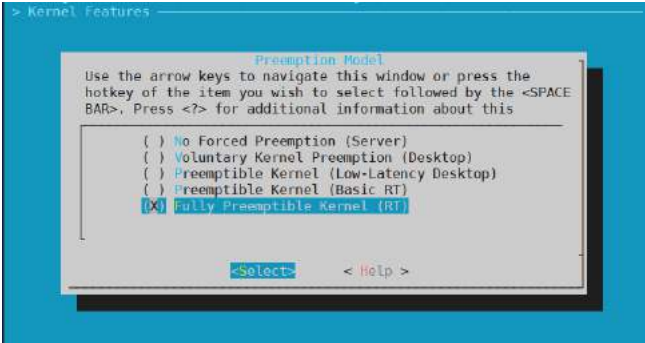 > Kernel Features
Preemption Model
Use the arrow keys to navigate this window or press the
hotkey of the item you wish to select followed by the <SPACE
BAR>. Press <?> for additional information about this
( ) No Forced Preemption (Server)
( ) Voluntary Kernel Preemption (Desktop)
( ) Preemptible Kernel (Low-Latency Desktop)
( ) Preemptible Kernel (Basic RT)
(X) Fully Preemptible Kernel (RT)
<Select> < Help >